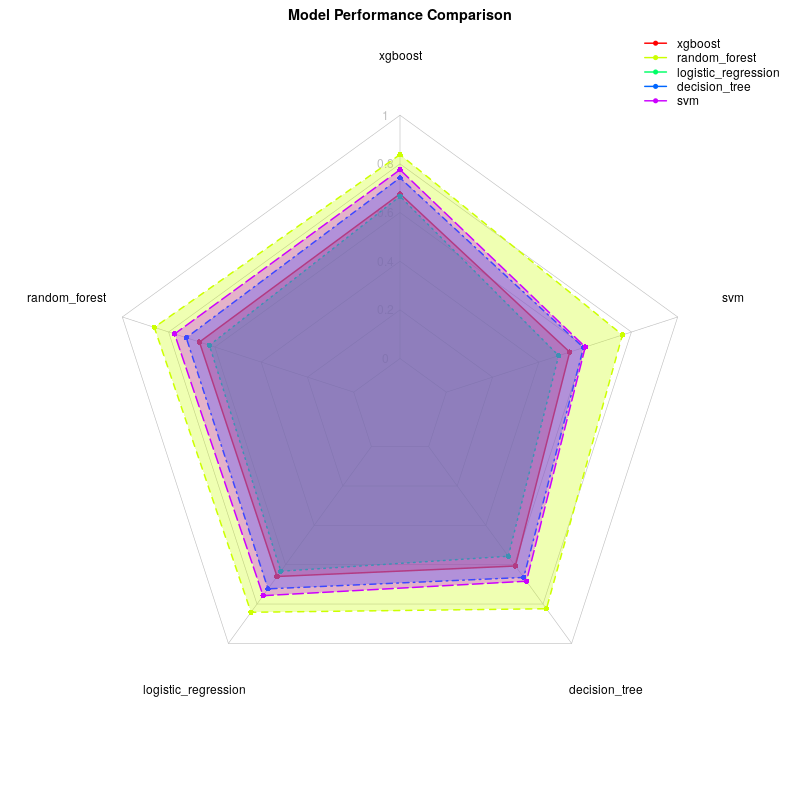 Model Performance Comparison
xgboost
xgboost
random_forest
logistic_regression
decision_tree
svm
1
0.8
0.6
0.4
0.2
0
random_forest
svm
logistic_regression
decision_tree